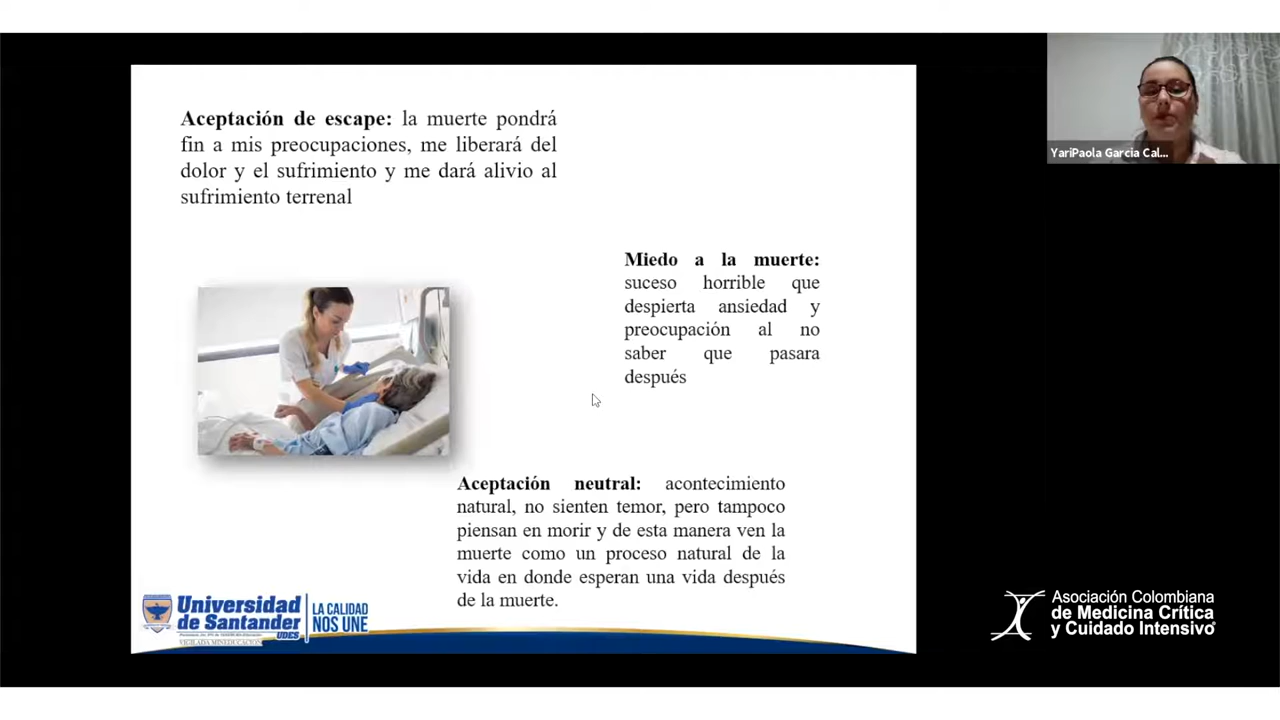 Aceptación de escape: la muerte pondrá
fin a mis preocupaciones, me liberará del
dolor y el sufrimiento y me dará alivio al
sufrimiento terrenal
YariPaola Garcia Cal...
Miedo a la muerte:
suceso horrible que
despierta ansiedad y
preocupación al no
saber que pasara
después
Aceptación neutral: acontecimiento
natural, no sienten temor, pero tampoco
piensan en morir y de esta manera ven la
muerte como un proceso natural de la
vida en donde esperan una vida después
de la muerte.
Universidad
de Santander
UDES
VIGILADA MINEDUCACIÓN
LA CALIDAD
NOS UNE
Asociación Colombiana
de Medicina Crítica
y Cuidado Intensivo